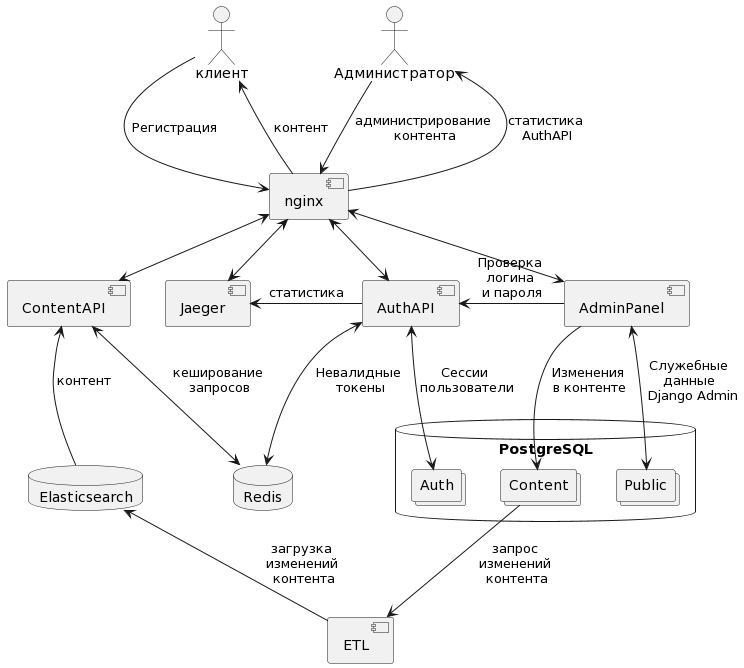 клиент
Администратор
Регистрация
контент
администрирование
контента
статистика
AuthAPI
nginx
Проверка
логина
и пароля
ContentAPI
Jaeger
статистика
AuthAPI
AdminPanel
контент
кеширование
запросов
Невалидные
токены
Сессии
пользователи
Изменения
в контенте
Служебные
данные
Django Admin
PostgreSQL
Elasticsearch
Redis
Auth
Content
Public
загрузка
изменений
контента
запрос
изменений
контента
ETL